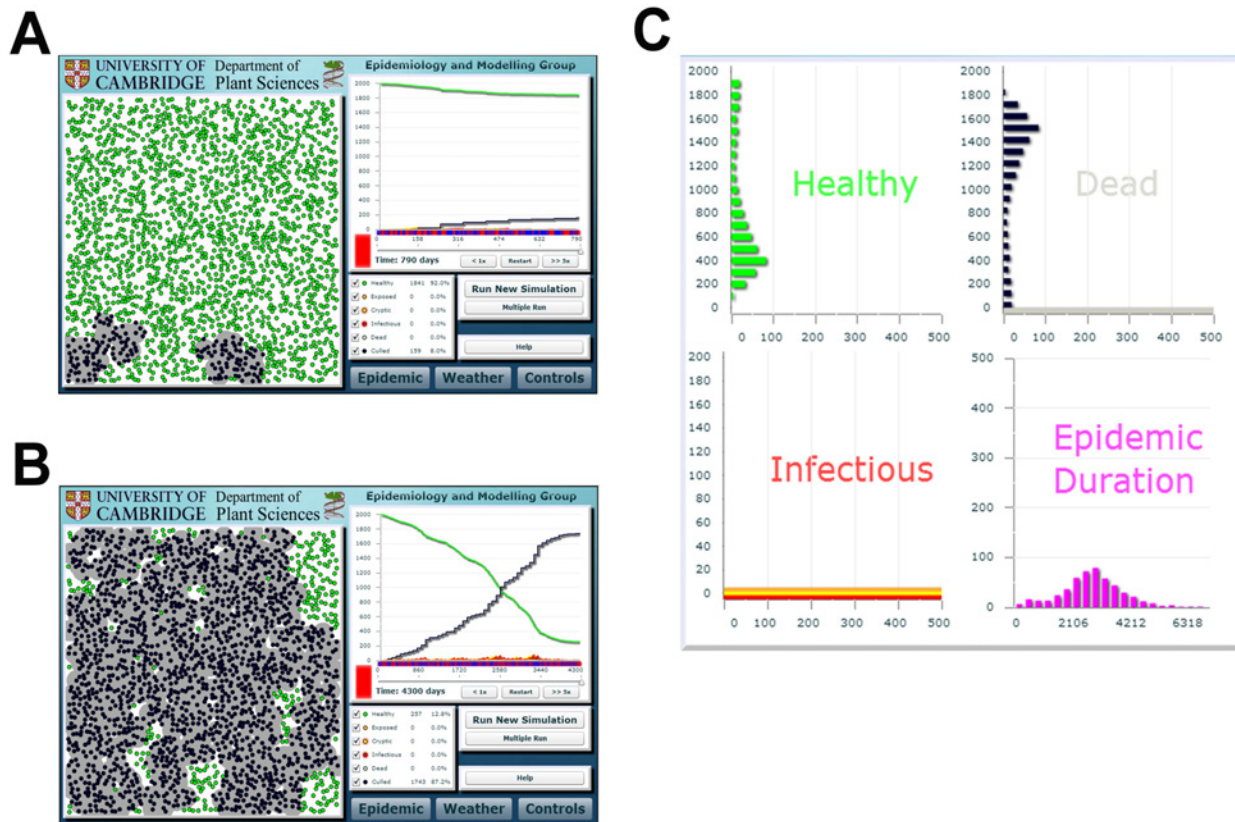 A
UNIVERSITY OF
CAMBRIDGE
Department of
Plant Sciences
Epidemiology and Modelling Group
2000
1800
1600
1400
1200
1000
800
600
400
200
0
0 158 316 474 632 790
Time: 790 days
< 1x
Restart
>> 5x
Healthy 1841 92.0%
Exposed 0 0.0%
Cryptic 0 0.0%
Infectious 0 0.0%
Dead 0 0.0%
Culled 159 8.0%
Run New Simulation
Multiple Run
Help
Epidemic
Weather
Controls
B
UNIVERSITY OF
CAMBRIDGE
Department of
Plant Sciences
Epidemiology and Modelling Group
2000
1800
1600
1400
1200
1000
800
600
400
200
0
0 860 1720 2580 3440 4300
Time: 4300 days
< 1x
Restart
>> 5x
Healthy 257 12.8%
Exposed 0 0.0%
Cryptic 0 0.0%
Infectious 0 0.0%
Dead 0 0.0%
Culled 1743 87.2%
Run New Simulation
Multiple Run
Help
Epidemic
Weather
Controls
C
2000
1800
1600
1400
1200
1000
800
600
400
200
0
Healthy
0 100 200 300 400 500
2000
1800
1600
1400
1200
1000
800
600
400
200
0
Dead
0 100 200 300 400 500
200
180
160
140
120
100
80
60
40
20
0
Infectious
0 100 200 300 400 500
500
400
300
200
100
0
Epidemic
Duration
0 2106 4212 6318